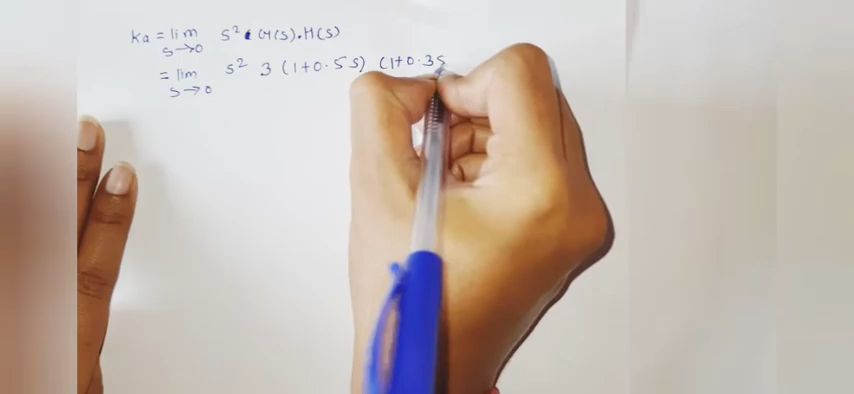 ka = lim s² G(s).H(s)
s→0
= lim s² 3 (1+0.5s) (1+0.3s
s→0